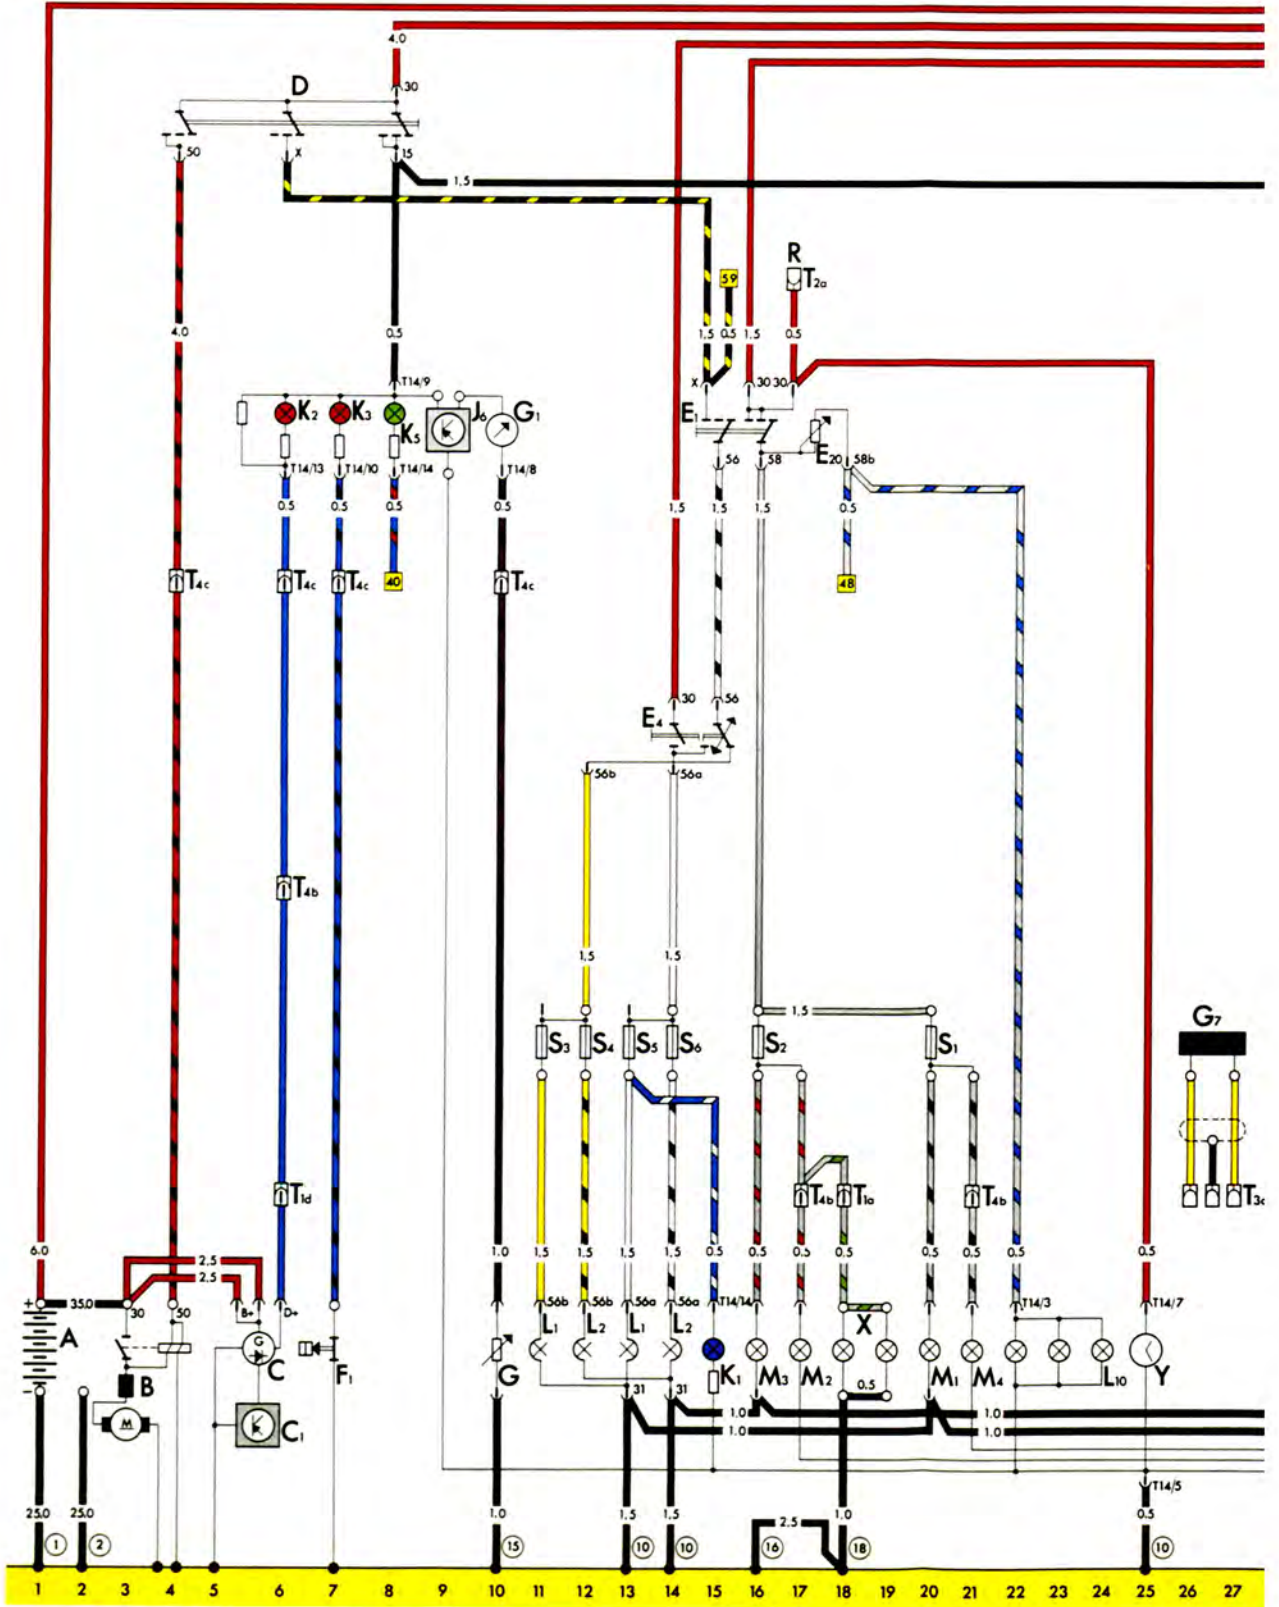 4.0
30
D
50
X
15
1,5
R
T2a
59
4.0
0.5
1,5
0.5
1,5
0.5
T14/9
X
30
30
K2
K3
K5
J6
G1
E1
E20
T14/13
T14/10
T14/14
T14/8
56
58
58b
0.5
0.5
0.5
0.5
1,5
1,5
1,5
0.5
T4c
T4c
T4c
40
T4c
48
30
56
E4
56b
56a
T4b
1,5
1,5
1,5
G7
S3
S4
S5
S6
S2
S1
T1d
T4b
T1a
T4b
6.0
2.5
2.5
1.0
1,5
1,5
1,5
1,5
0.5
0.5
0.5
0.5
0.5
0.5
0.5
0.5
+
35.0
30
50
B+
D+
56b
56b
56a
56a
T14/14
T14/3
T14/7
A
G
C
F1
G
L1
L2
L1
L2
K1
M3
M2
X
M1
M4
L10
Y
−
B
M
C1
31
31
0.5
1.0
1.0
1.0
1.0
T14/5
25.0
25.0
1.0
1,5
1,5
2.5
1.0
0.5
1
2
15
10
10
16
18
10
1 2 3 4 5 6 7 8 9 10 11 12 13 14 15 16 17 18 19 20 21 22 23 24 25 26 27